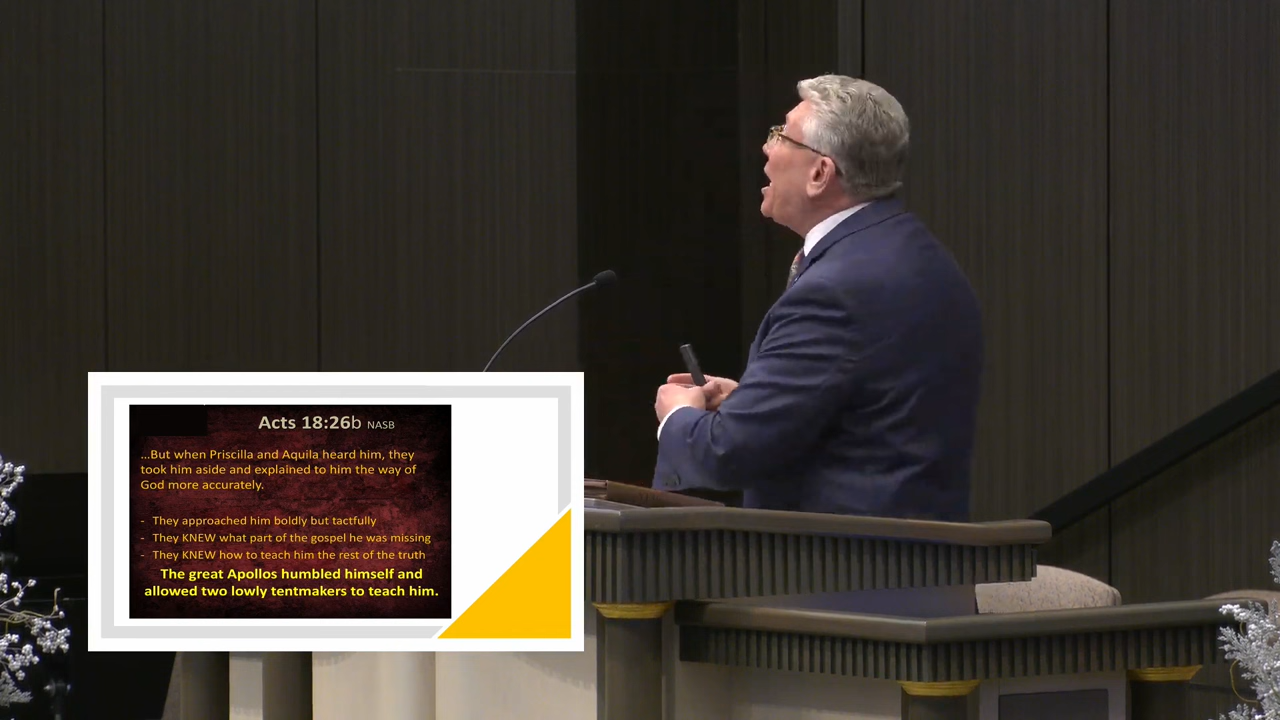 Acts 18:26b NASB
...But when Priscilla and Aquila heard him, they
took him aside and explained to him the way of
God more accurately.
- They approached him boldly but tactfully
- They KNEW what part of the gospel he was missing
- They KNEW how to teach him the rest of the truth
The great Apollos humbled himself and
allowed two lowly tentmakers to teach him.